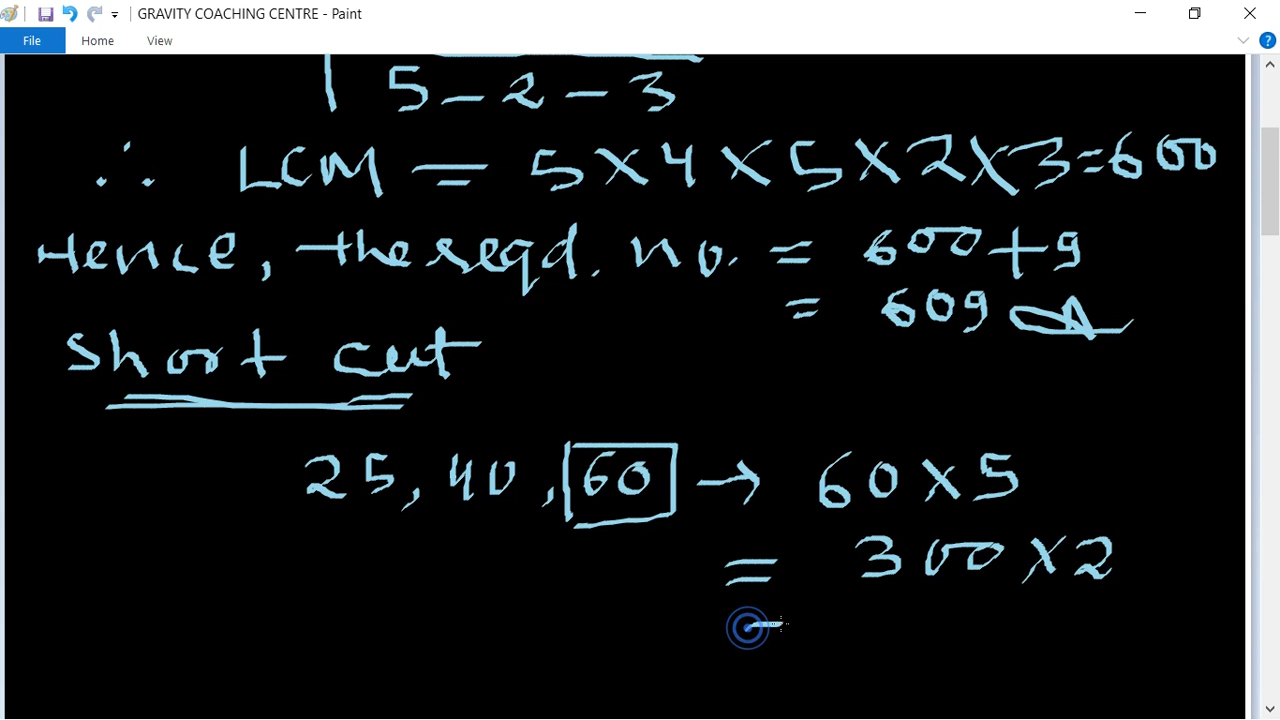 GRAVITY COACHING CENTRE - Paint
File Home View
5 - 2 - 3
∴ LCM = 5 × 4 × 5 × 2 × 3 = 600
Hence, the reqd. no. = 600 + 9
= 609
Short cut
25, 40, 60 → 60 × 5
= 300 × 2